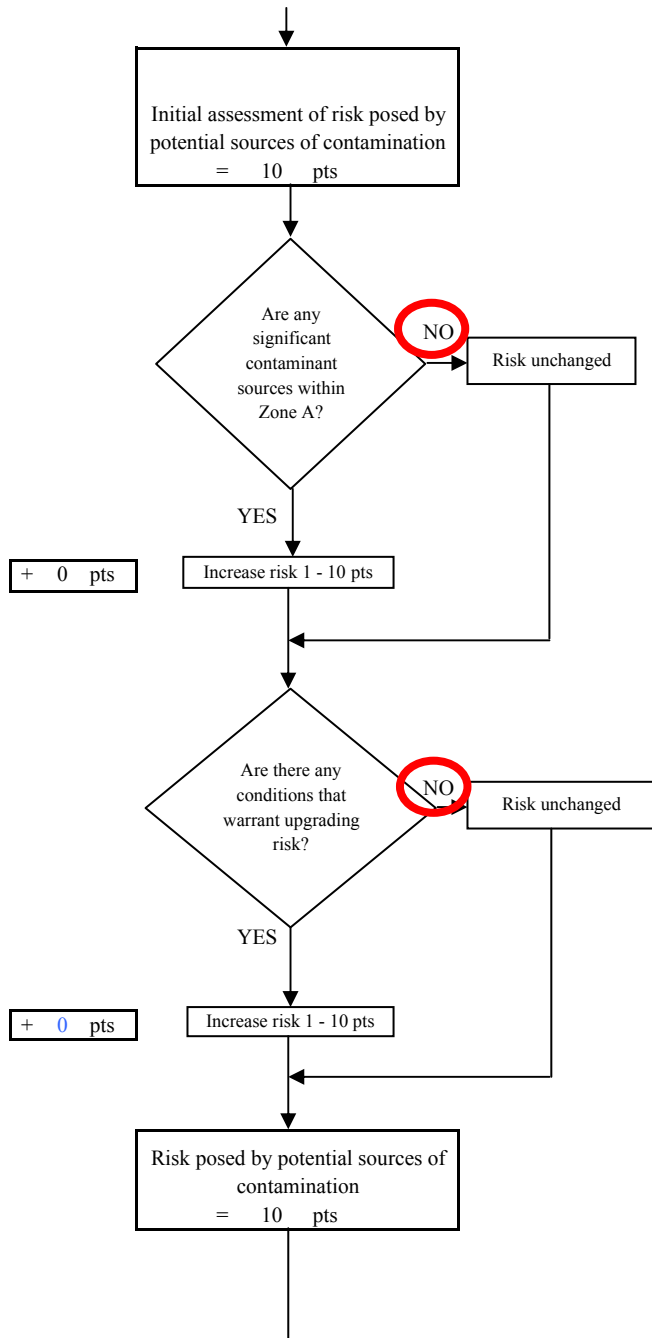 Initial assessment of risk posed by
potential sources of contamination
= 10 pts
Are any
significant
contaminant
sources within
Zone A?
NO
Risk unchanged
YES
+ 0 pts
Increase risk 1 - 10 pts
Are there any
conditions that
warrant upgrading
risk?
NO
Risk unchanged
YES
+ 0 pts
Increase risk 1 - 10 pts
Risk posed by potential sources of
contamination
= 10 pts